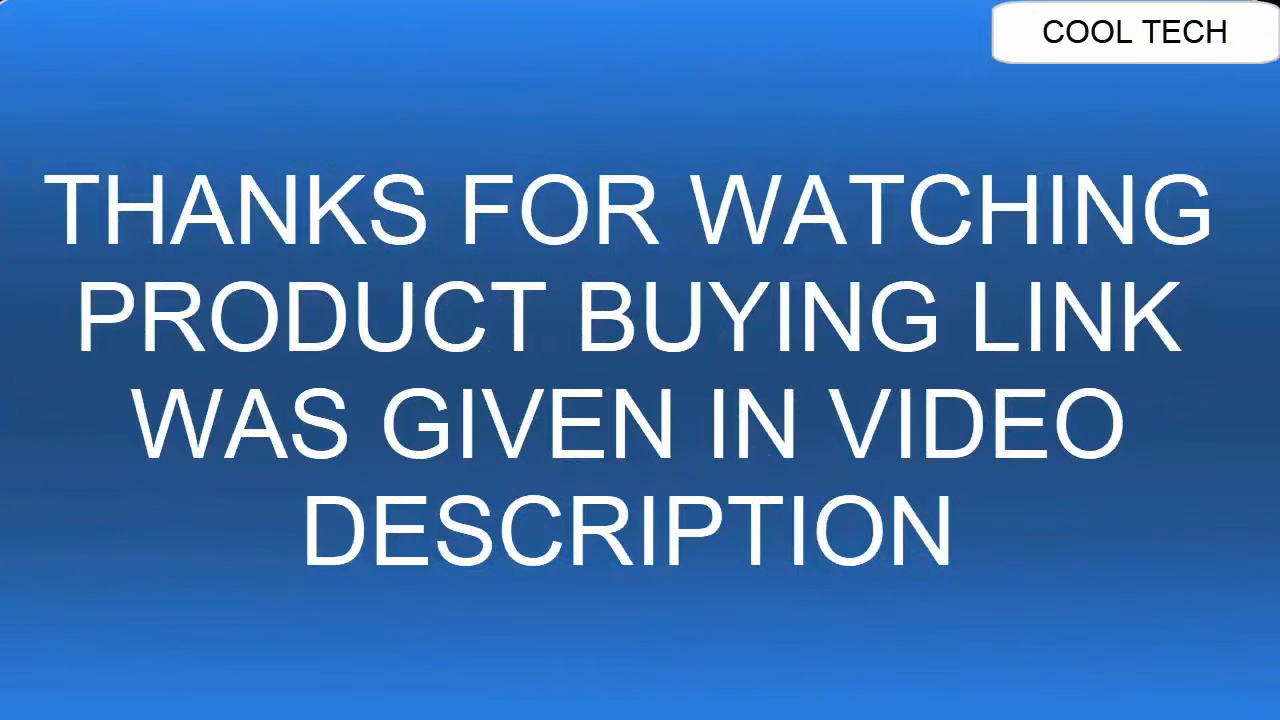 COOL TECH
THANKS FOR WATCHING
PRODUCT BUYING LINK
WAS GIVEN IN VIDEO
DESCRIPTION